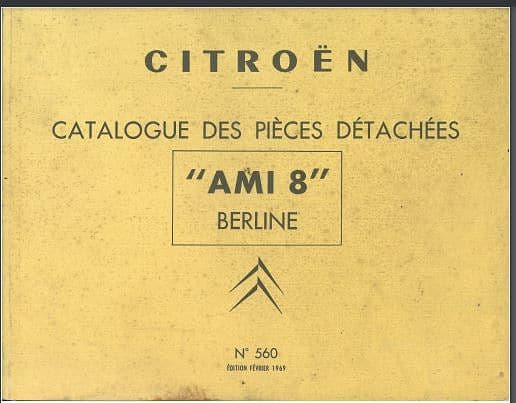 CITROËN
CATALOGUE DES PIÈCES DÉTACHÉES
"AMI 8"
BERLINE
N° 560
ÉDITION FÉVRIER 1969